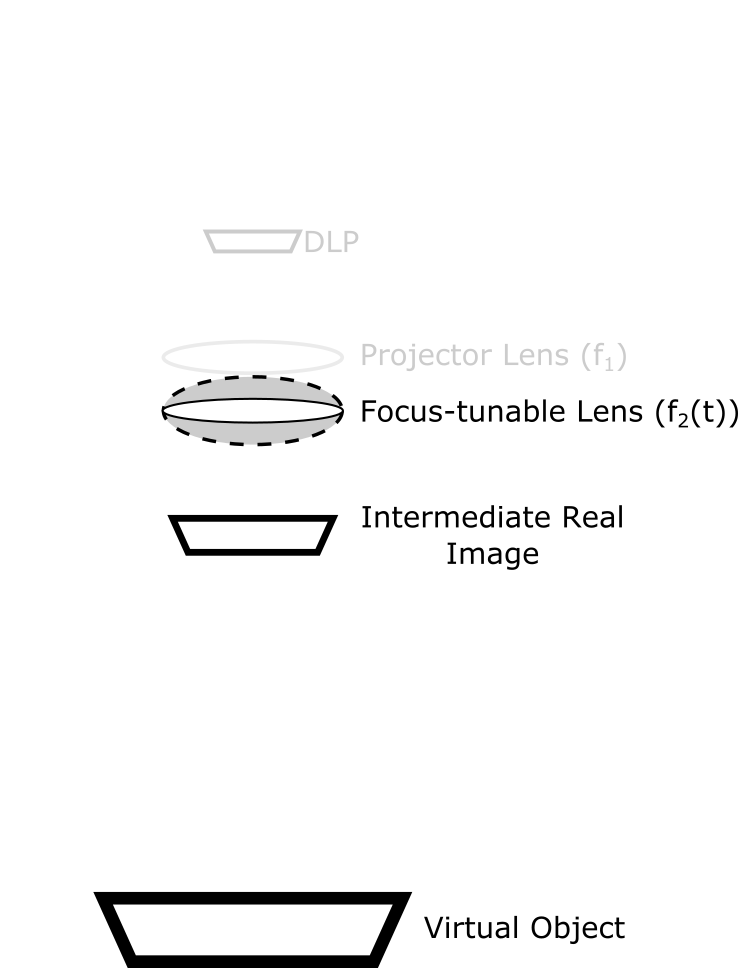 DLP
Projector Lens (f₁)
Focus-tunable Lens (f₂(t))
Intermediate Real
Image
Virtual Object